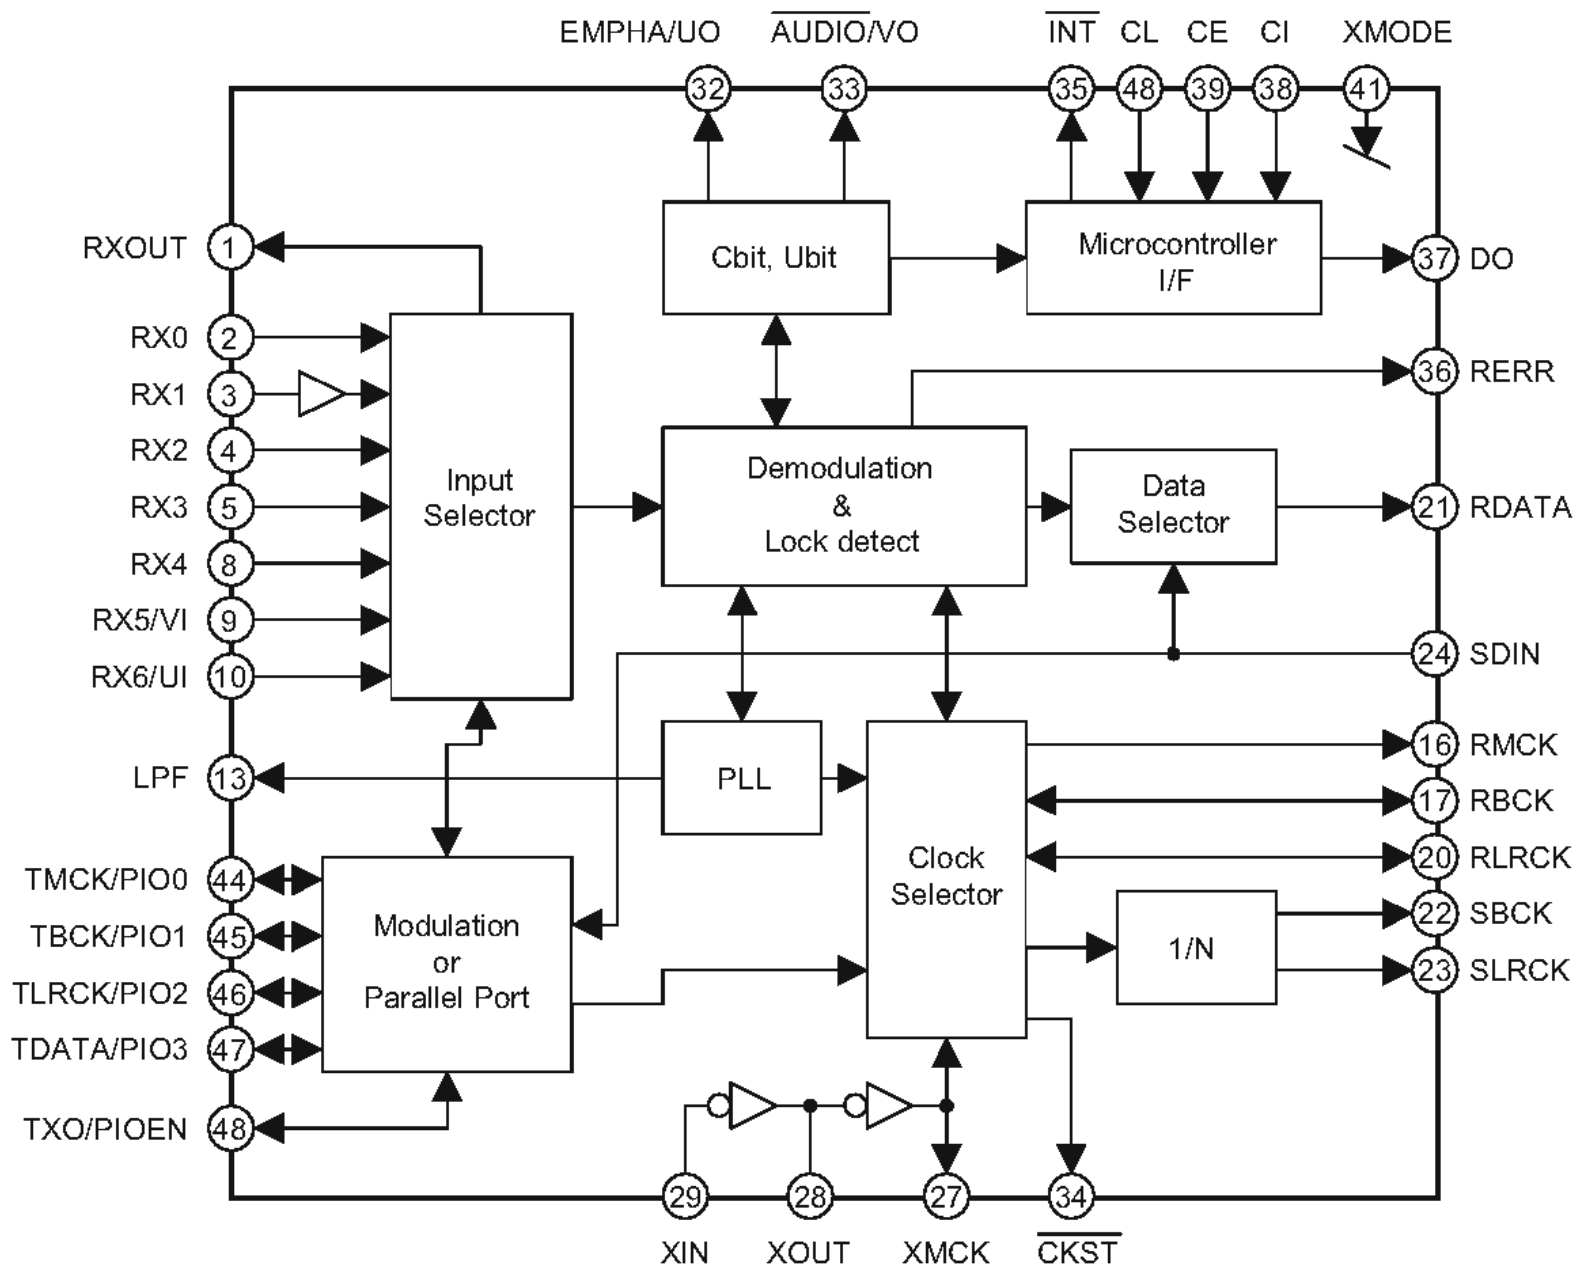 EMPHA/UO AUDIO/VO INT CL CE CI XMODE
32 33 35 48 39 38 41
RXOUT 1
Cbit, Ubit
Microcontroller
I/F
37 DO
RX0 2
RX1 3
RX2 4
RX3 5
RX4 8
RX5/VI 9
RX6/UI 10
Input
Selector
36 RERR
Demodulation
&
Lock detect
Data
Selector
21 RDATA
24 SDIN
LPF 13
PLL
16 RMCK
17 RBCK
20 RLRCK
22 SBCK
23 SLRCK
Clock
Selector
1/N
TMCK/PIO0 44
TBCK/PIO1 45
TLRCK/PIO2 46
TDATA/PIO3 47
TXO/PIOEN 48
Modulation
or
Parallel Port
29 28 27 34
XIN XOUT XMCK CKST